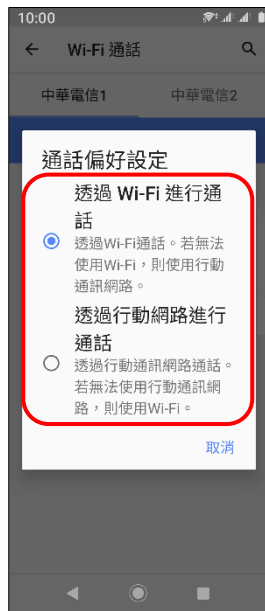 10:00
Wi-Fi 通話
中華電信1 中華電信2
通話偏好設定
透過 Wi-Fi 進行通
話
透過Wi-Fi通話。若無法
使用Wi-Fi，則使用行動
通訊網路。
透過行動網路進行
通話
透過行動通訊網路通話。
若無法使用行動通訊網
路，則使用Wi-Fi。
取消